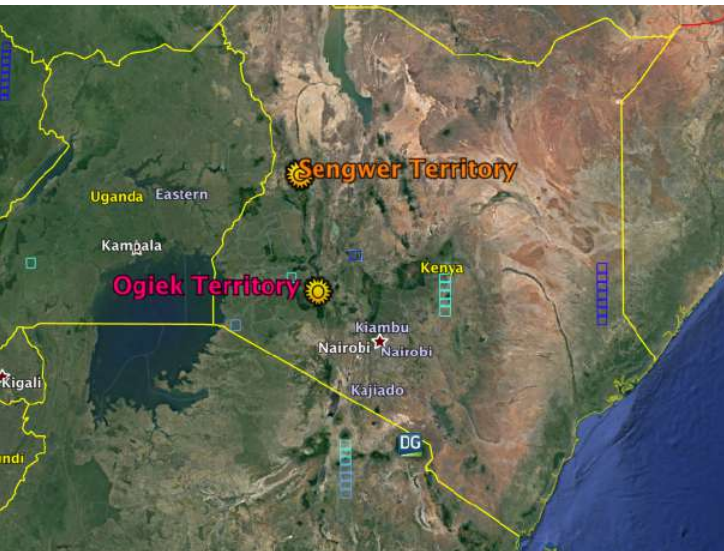 Sengwer Territory
Uganda Eastern
Kampala
Kenya
Ogiek Territory
Kiambu
Nairobi Nairobi
Kigali
Kajiado
DG
ndi